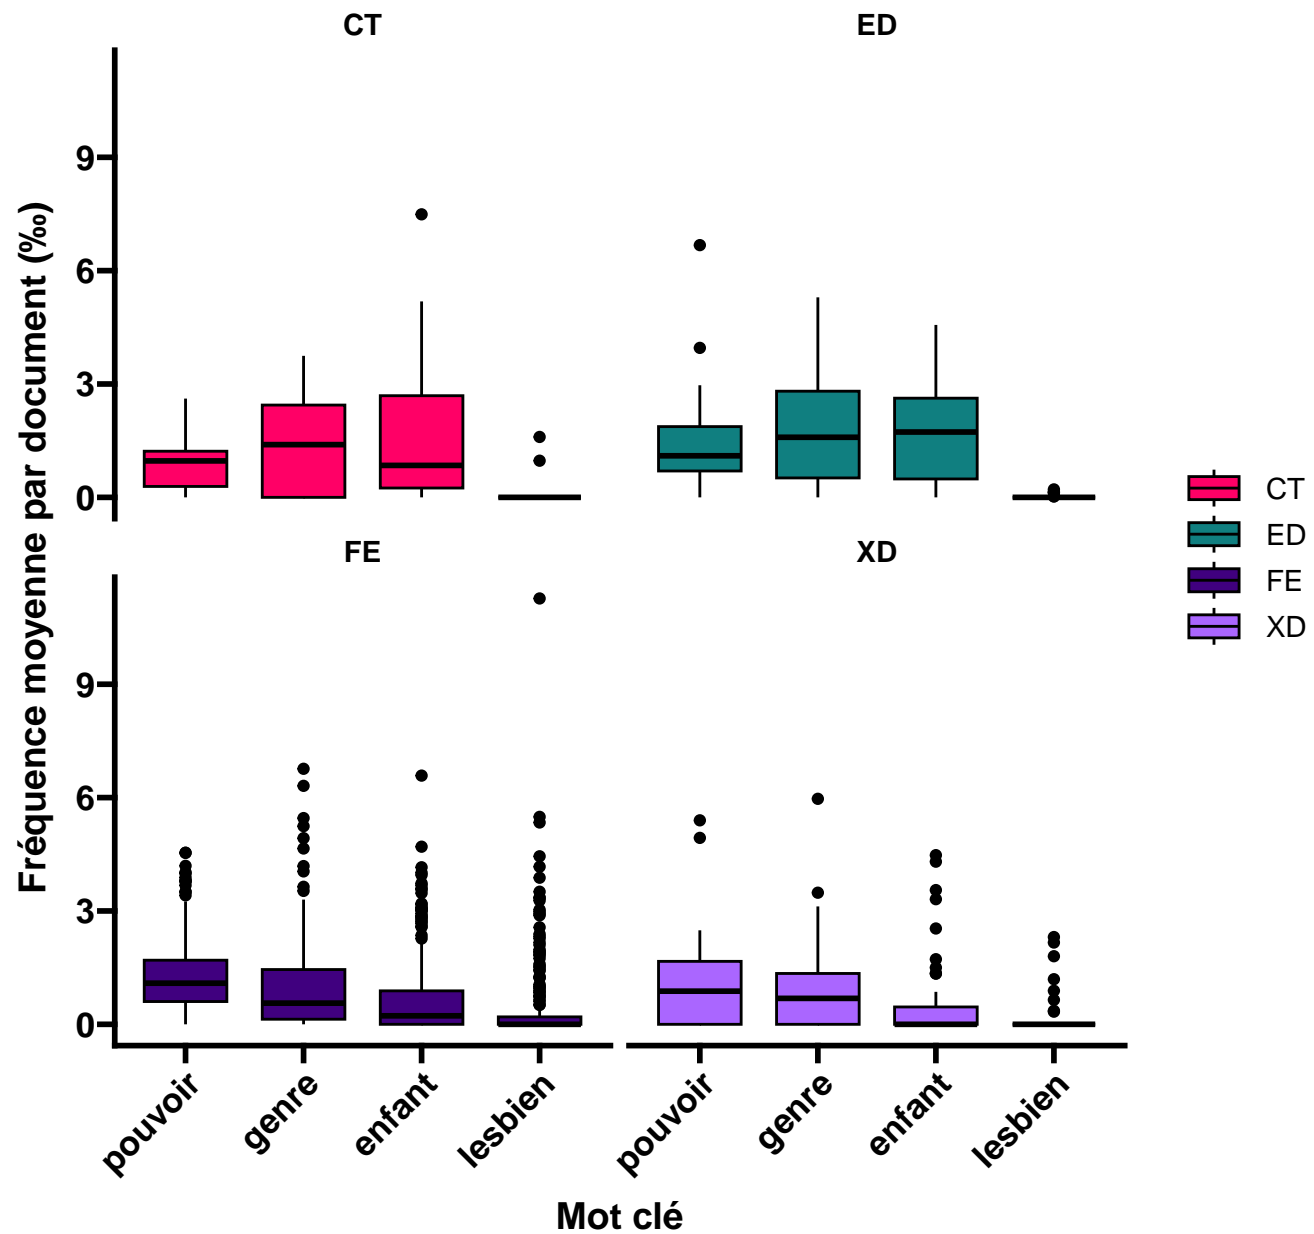 CT
ED
9
6
3
0
FE
XD
9
6
3
0
pouvoir
genre
enfant
lesbien
pouvoir
genre
enfant
lesbien
Mot clé
Fréquence moyenne par document (‰)
CT
ED
FE
XD